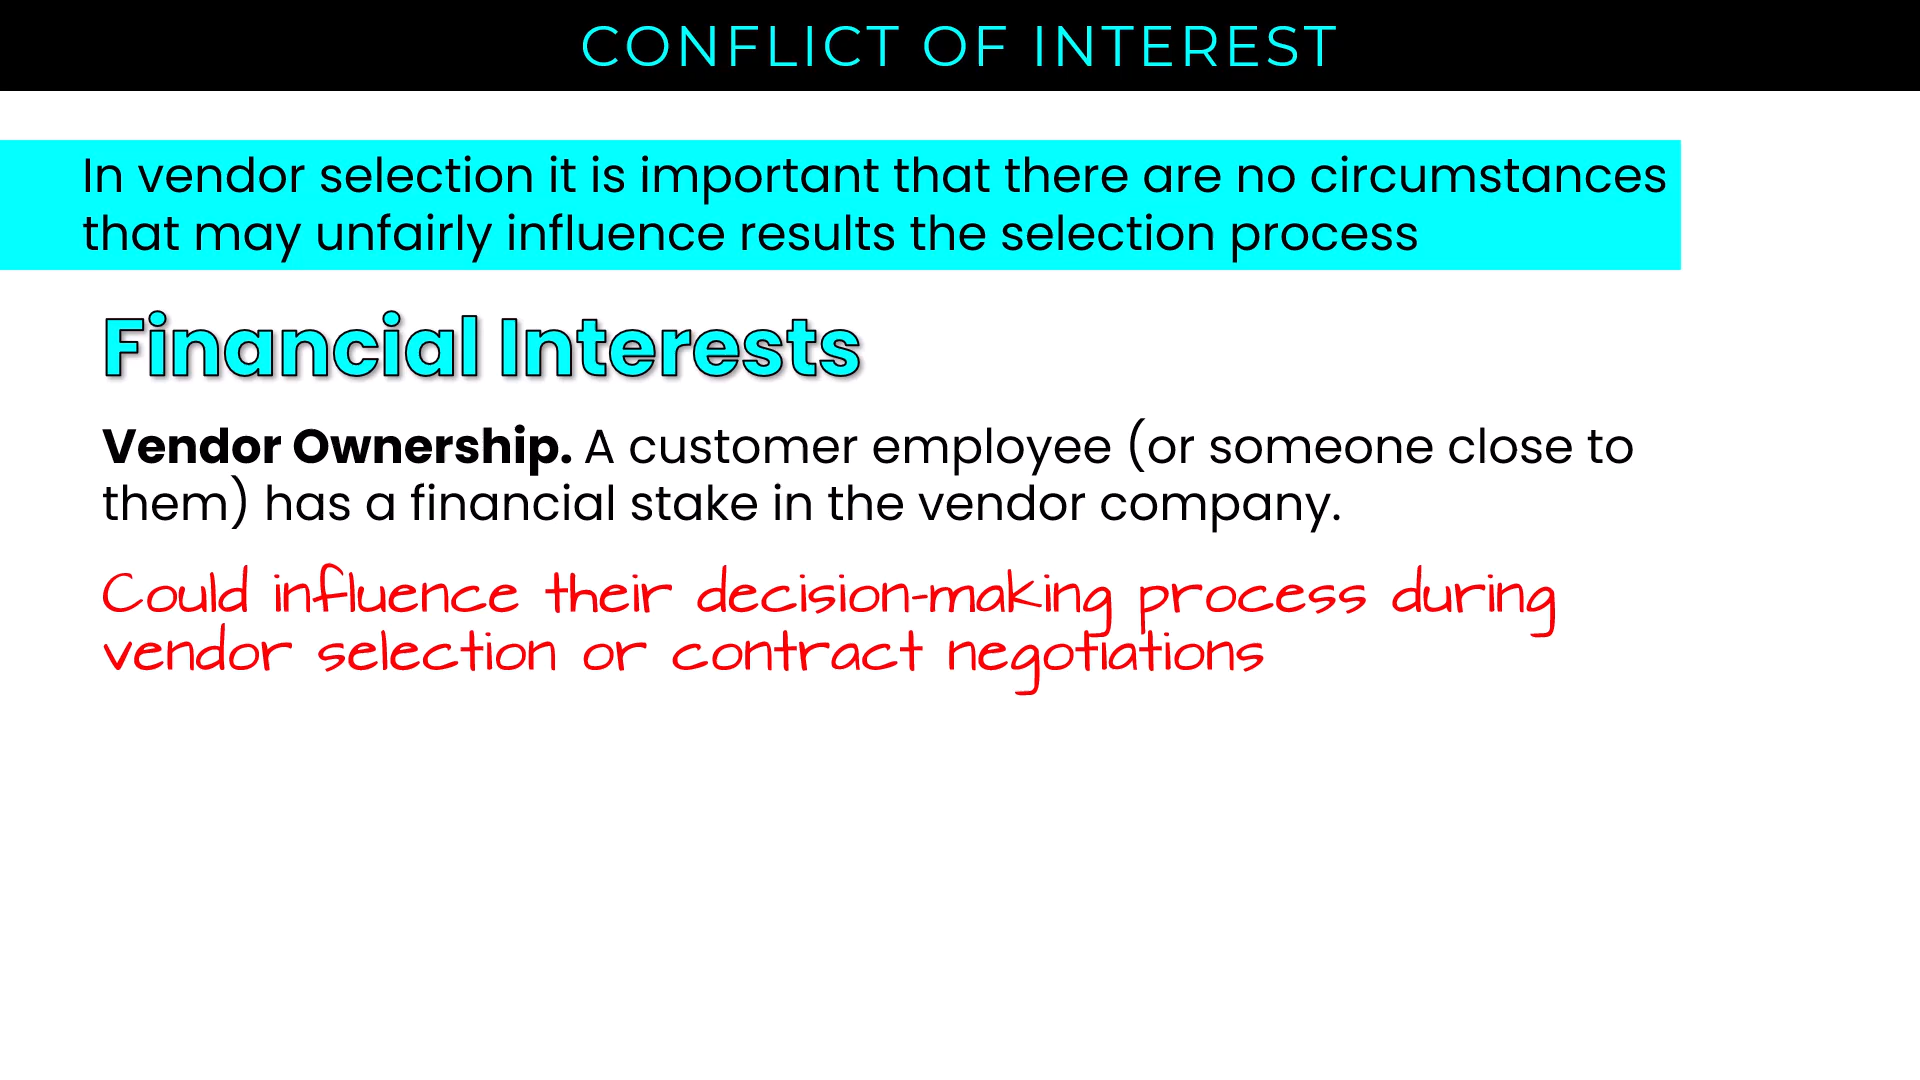 CONFLICT OF INTEREST
In vendor selection it is important that there are no circumstances
that may unfairly influence results the selection process
Financial Interests
Vendor Ownership. A customer employee (or someone close to
them) has a financial stake in the vendor company.
Could influence their decision-making process during
vendor selection or contract negotiations